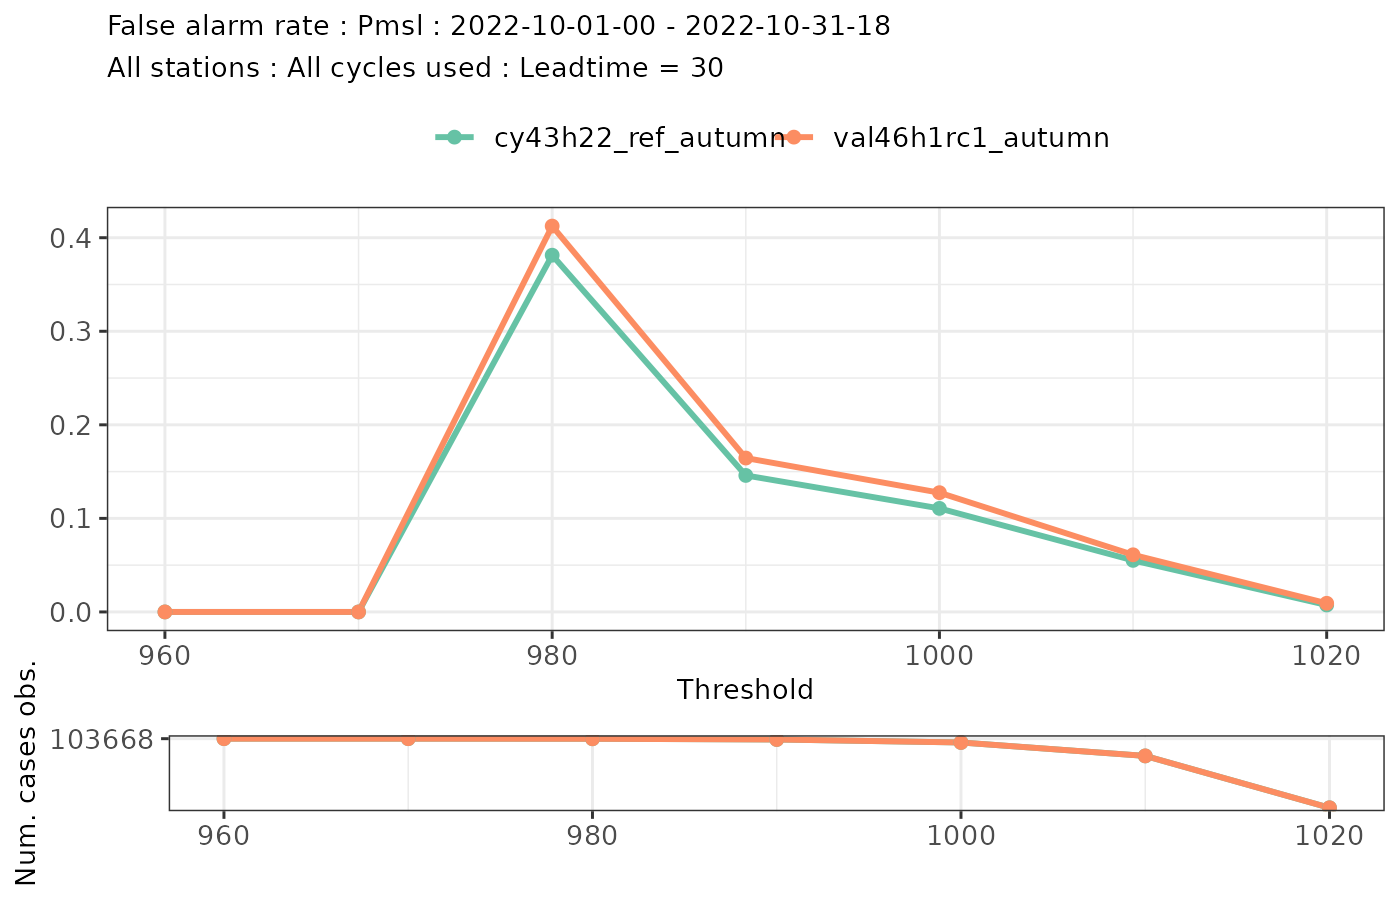 False alarm rate : Pmsl : 2022-10-01-00 - 2022-10-31-18
All stations : All cycles used : Leadtime = 30
cy43h22_ref_autumn val46h1rc1_autumn
0.4
0.3
0.2
0.1
0.0
960 980 1000 1020
Threshold
Num. cases obs.
103668
960 980 1000 1020